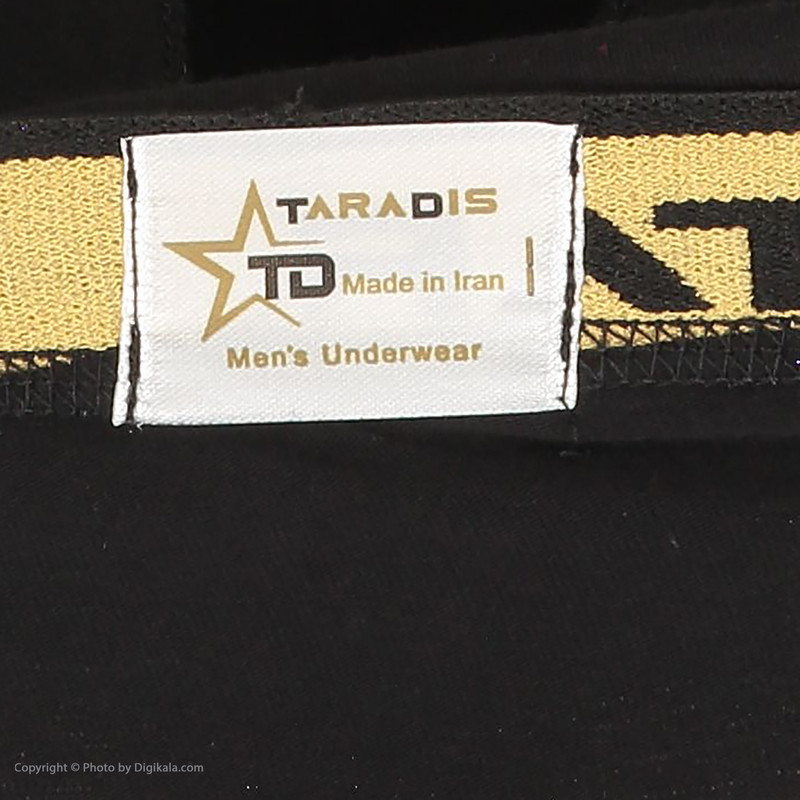 TARADIS
TD Made in Iran
Men's Underwear
Copyright © Photo by Digikala.com